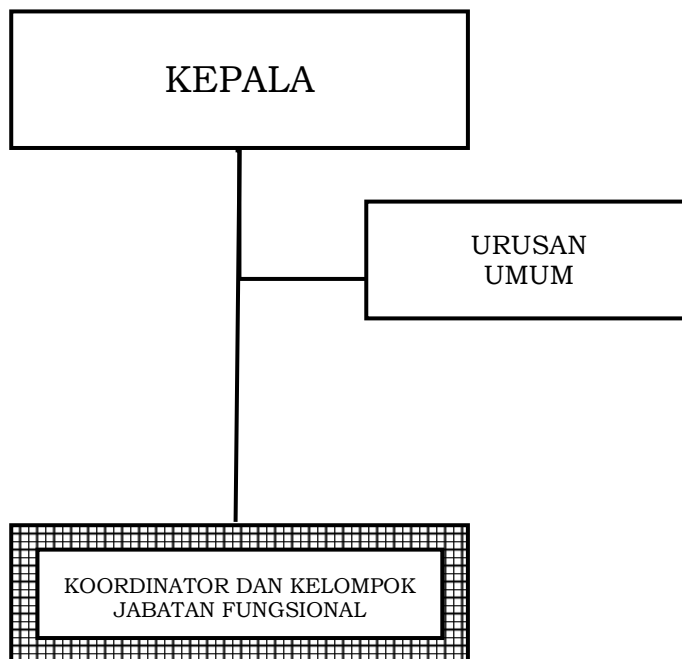 KEPALA
URUSAN
UMUM
KOORDINATOR DAN KELOMPOK
JABATAN FUNGSIONAL